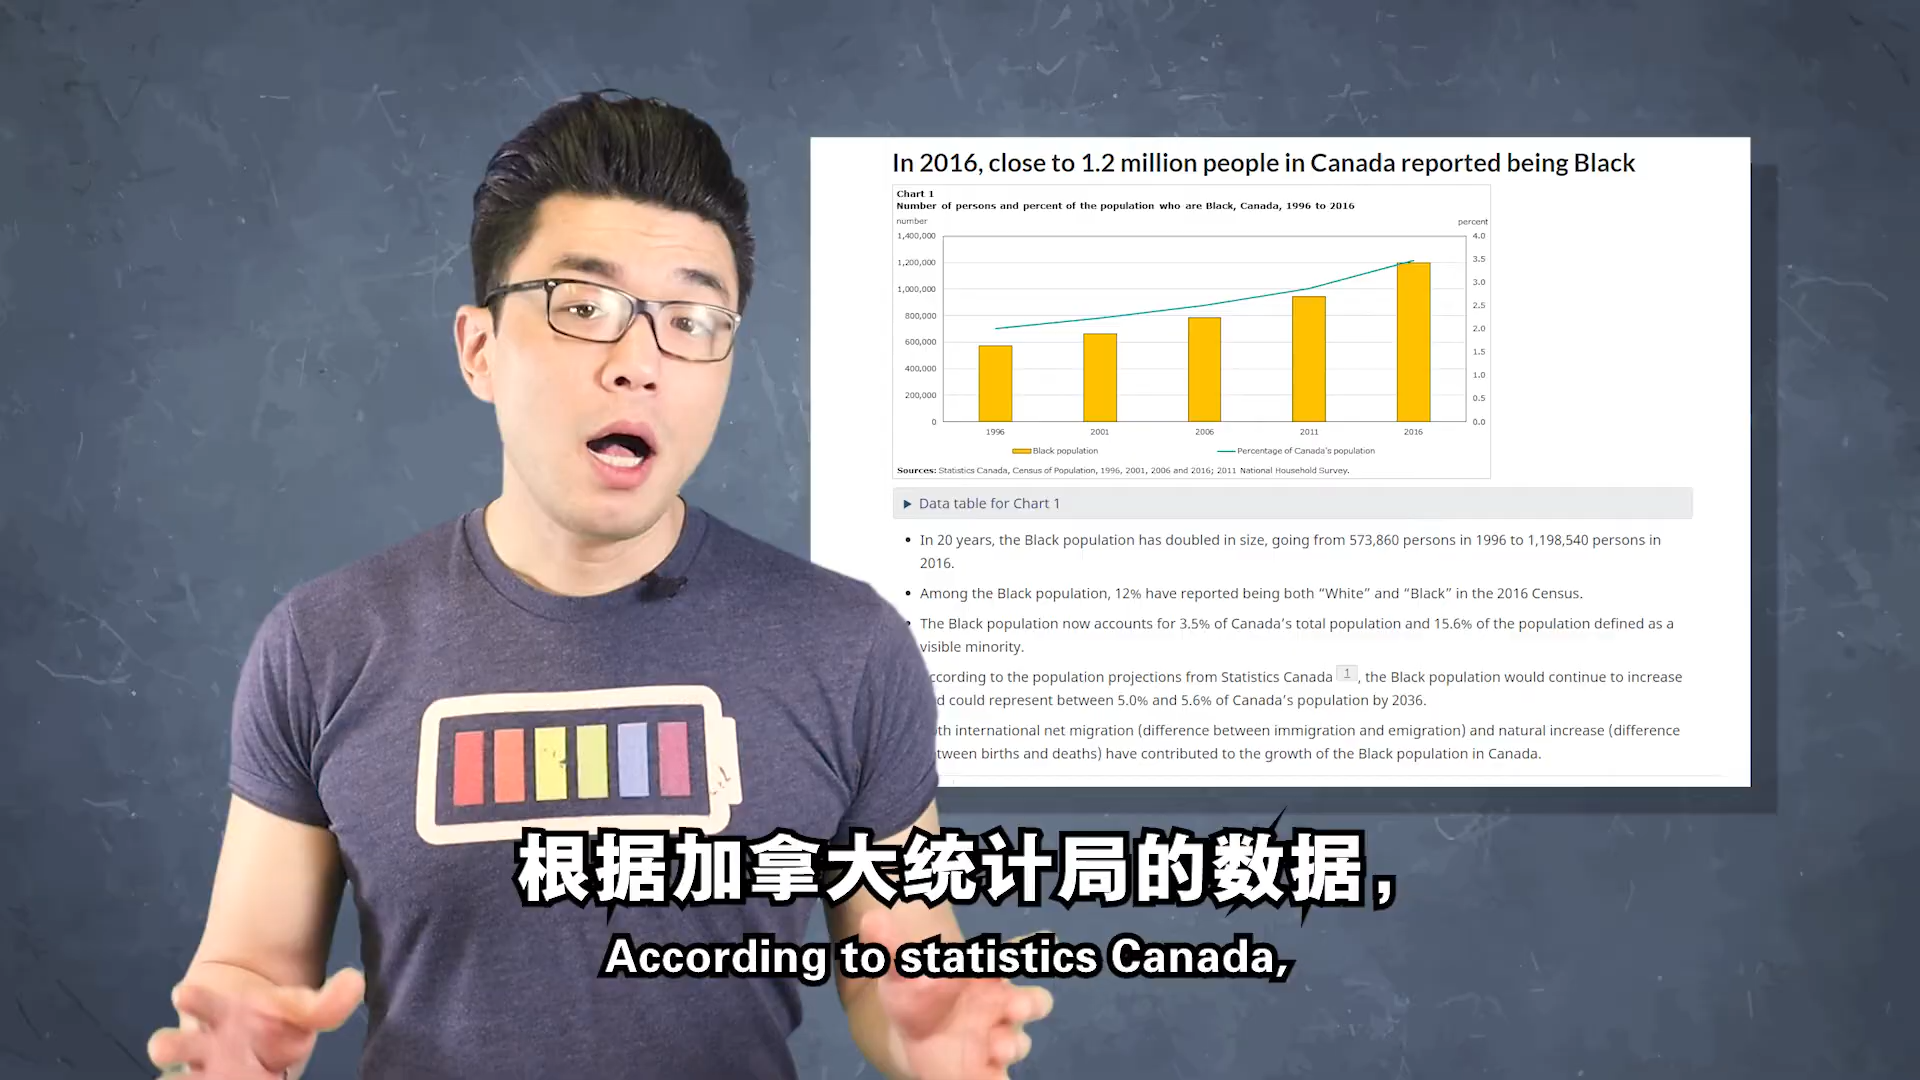 In 2016, close to 1.2 million people in Canada reported being Black
Chart 1
Number of persons and percent of the population who are Black, Canada, 1996 to 2016
number
percent
1,400,000
1,200,000
1,000,000
800,000
600,000
400,000
200,000
0
4.0
3.5
3.0
2.5
2.0
1.5
1.0
0.5
0.0
1996
2001
2006
2011
2016
Black population
Percentage of Canada's population
Sources: Statistics Canada, Census of Population, 1996, 2001, 2006 and 2016; 2011 National Household Survey.
Data table for Chart 1
In 20 years, the Black population has doubled in size, going from 573,860 persons in 1996 to 1,198,540 persons in
2016.
Among the Black population, 12% have reported being both “White” and “Black” in the 2016 Census.
The Black population now accounts for 3.5% of Canada’s total population and 15.6% of the population defined as a
visible minority.
ccording to the population projections from Statistics Canada 1, the Black population would continue to increase
d could represent between 5.0% and 5.6% of Canada’s population by 2036.
th international net migration (difference between immigration and emigration) and natural increase (difference
tween births and deaths) have contributed to the growth of the Black population in Canada.
根据加拿大统计局的数据，
According to statistics Canada,